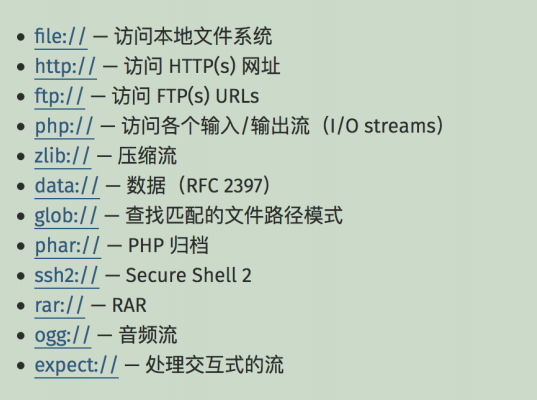 • file:// — 访问本地文件系统
• http:// — 访问 HTTP(s) 网址
• ftp:// — 访问 FTP(s) URLs
• php:// — 访问各个输入/输出流（I/O streams）
• zlib:// — 压缩流
• data:// — 数据（RFC 2397）
• glob:// — 查找匹配的文件路径模式
• phar:// — PHP 归档
• ssh2:// — Secure Shell 2
• rar:// — RAR
• ogg:// — 音频流
• expect:// — 处理交互式的流